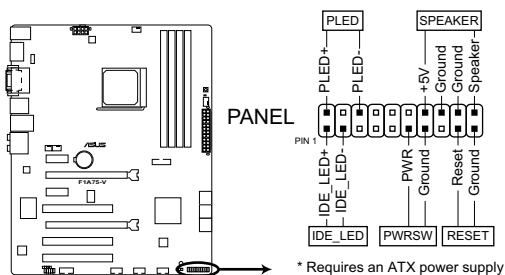 PLED
SPEAKER
PLED+
PLED-
+5V
Ground
Ground
Speaker
PANEL
PIN 1
IDE_LED+
IDE_LED-
PWR
Ground
Reset
Ground
IDE_LED
PWRSW
RESET
* Requires an ATX power supply
/ISUS
F1A75-V